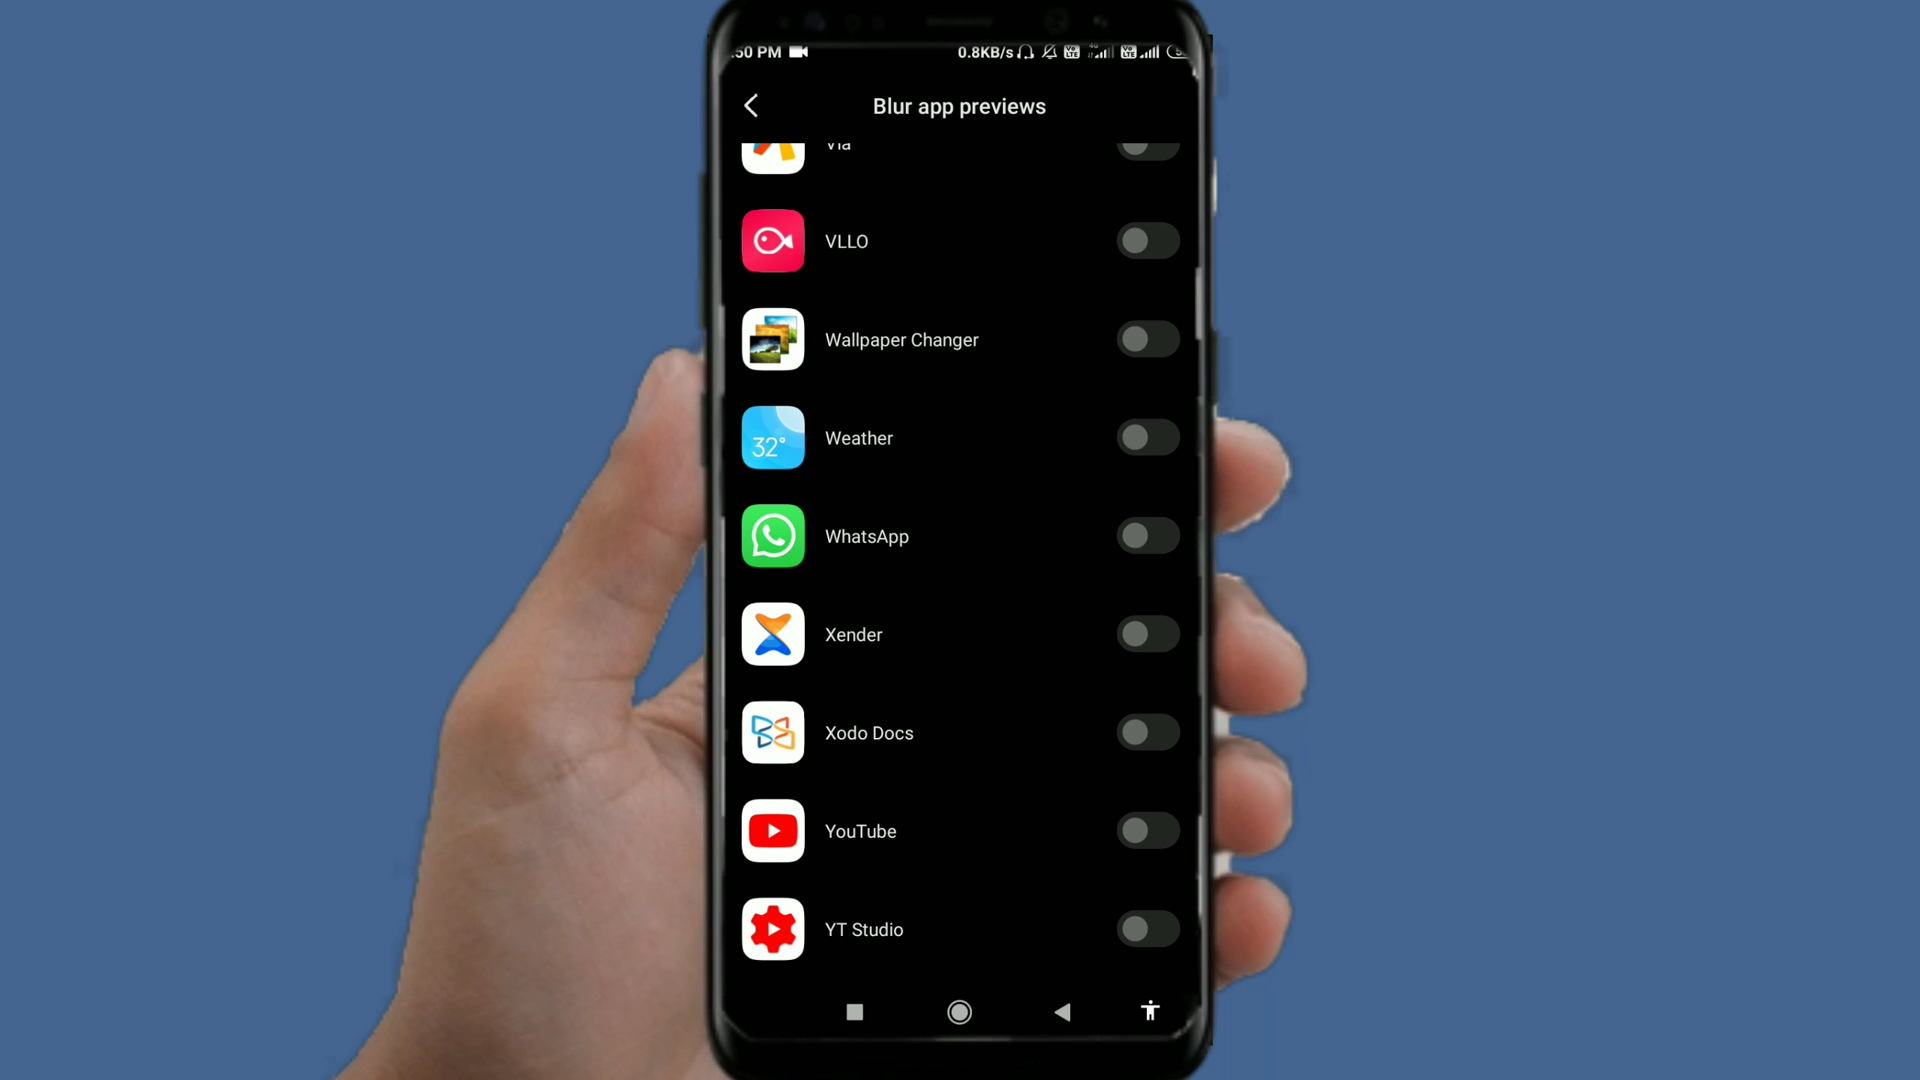 :50 PM 0.8KB/s
Blur app previews
Via
VLLO
Wallpaper Changer
32°
Weather
WhatsApp
Xender
Xodo Docs
YouTube
YT Studio